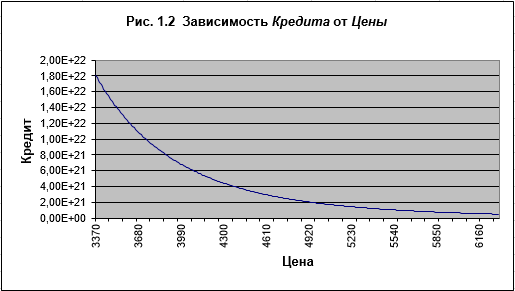 Рис. 1.2 Зависимость Кредита от Цены
2,00E+22
1,80E+22
1,60E+22
1,40E+22
1,20E+22
1,00E+22
8,00E+21
6,00E+21
4,00E+21
2,00E+21
0,00E+00
Кредит
3370
3680
3990
4300
4610
4920
5230
5540
5850
6160
Цена